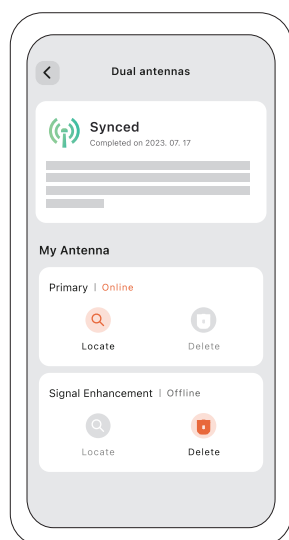 Dual antennas
Synced
Completed on 2023. 07. 17
My Antenna
Primary | Online
Locate Delete
Signal Enhancement | Offline
Locate Delete